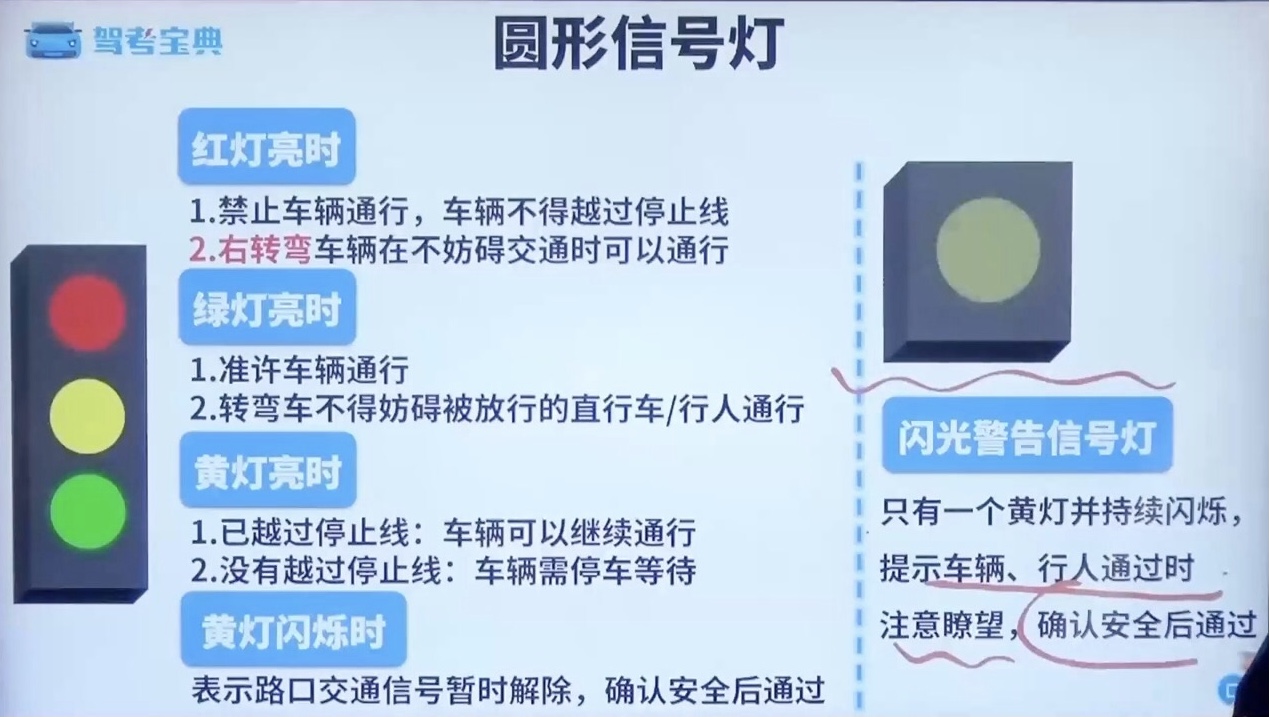 驾考宝典
圆形信号灯
红灯亮时
1.禁止车辆通行，车辆不得越过停止线
2.右转弯车辆在不妨碍交通时可以通行
绿灯亮时
1.准许车辆通行
2.转弯车不得妨碍被放行的直行车/行人通行
黄灯亮时
1.已越过停止线：车辆可以继续通行
2.没有越过停止线：车辆需停车等待
黄灯闪烁时
表示路口交通信号暂时解除，确认安全后通过
闪光警告信号灯
只有一个黄灯并持续闪烁，
提示车辆、行人通过时
注意瞭望，确认安全后通过